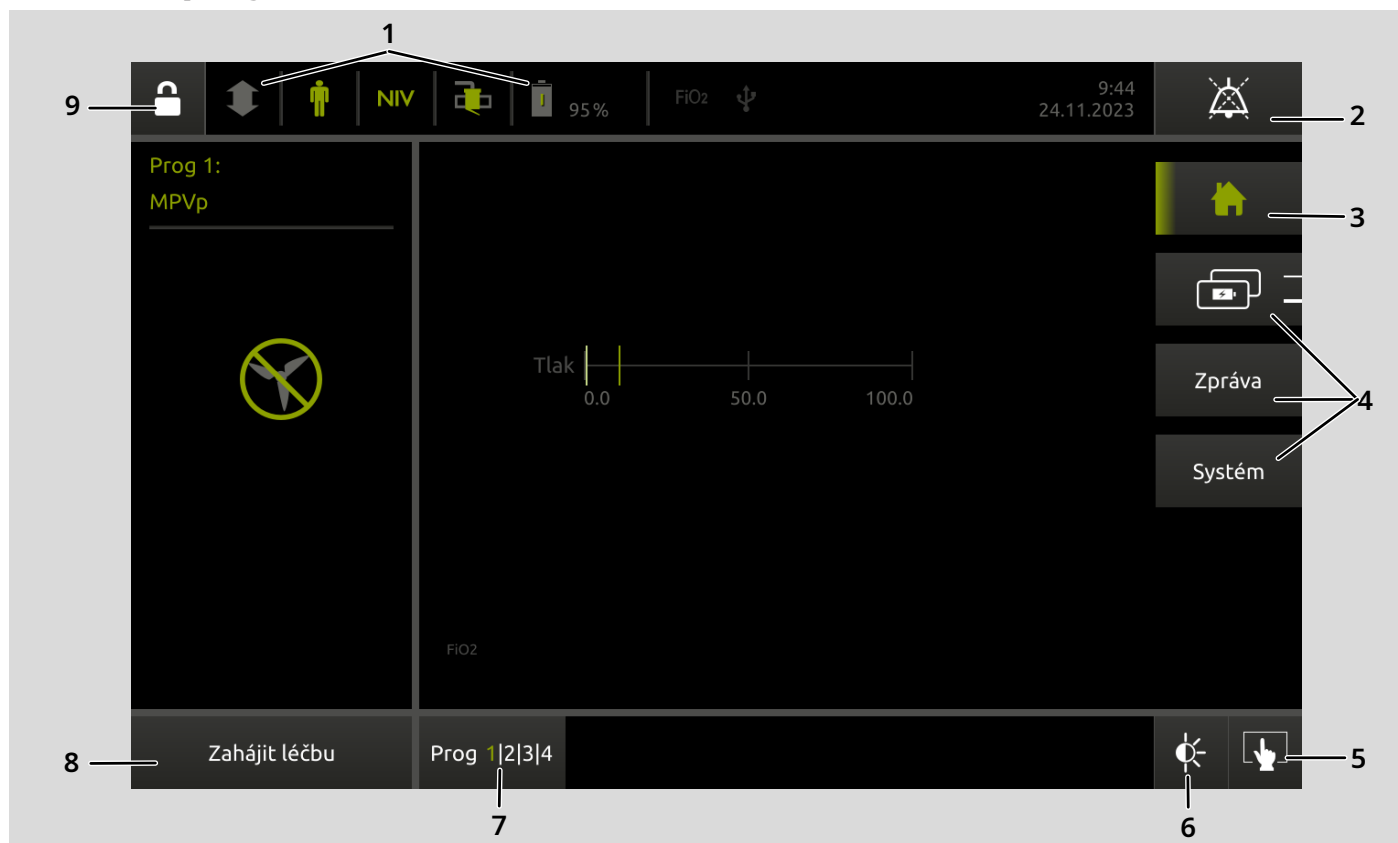 1
9
NIV
95%
FiO2
9:44
24.11.2023
2
Prog 1:
MPVp
3
Tlak
0.0 50.0 100.0
Zpráva
4
Systém
FiO2
8
Zahájit léčbu
Prog 1|2|3|4
5
7
6